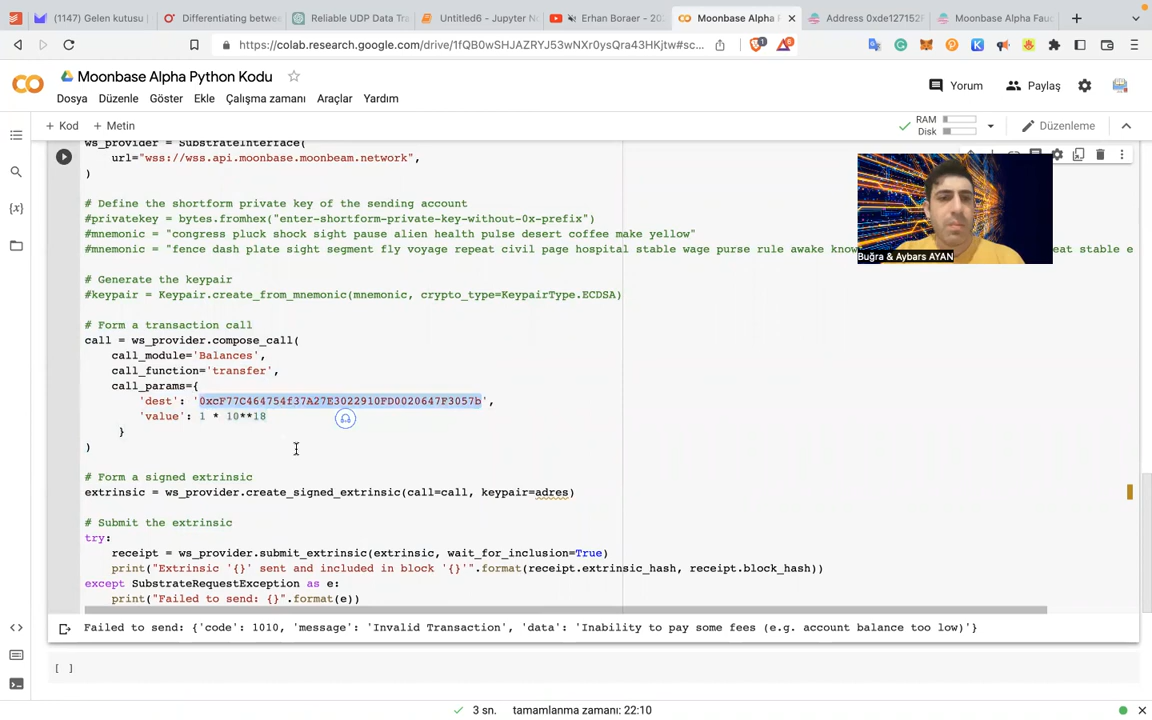 (1147) Gelen kutusu
Differentiating betwe
Reliable UDP Data Tra
Untitled6 - Jupyter N
Erhan Boraer - 202
Moonbase Alpha P
Address 0xde127152F
Moonbase Alpha Fauc
https://colab.research.google.com/drive/1fQB0wSHJAZRYJ53wNXr0ysQra43HKjtw#sc...
Moonbase Alpha Python Kodu
Yorum
Paylaş
Dosya Düzenle Göster Ekle Çalışma zamanı Araçlar Yardım
+ Kod + Metin
RAM
Disk
Düzenleme
ws_provider = SubstrateInterface(
url="wss://wss.api.moonbase.moonbeam.network",
)
# Define the shortform private key of the sending account
#privatekey = bytes.fromhex("enter-shortform-private-key-without-0x-prefix")
#mnemonic = "congress pluck shock sight pause alien health pulse desert coffee make yellow"
#mnemonic = "fence dash plate sight segment fly voyage repeat civil page hospital stable wage purse rule awake know eat stable e
Buğra & Aybars AYAN
# Generate the keypair
#keypair = Keypair.create_from_mnemonic(mnemonic, crypto_type=KeypairType.ECDSA)
# Form a transaction call
call = ws_provider.compose_call(
call_module='Balances',
call_function='transfer',
call_params={
'dest': '0xcF77C464754f37A27E3022910FD0020647F3057b',
'value': 1 * 10**18
}
)
# Form a signed extrinsic
extrinsic = ws_provider.create_signed_extrinsic(call=call, keypair=adres)
# Submit the extrinsic
try:
receipt = ws_provider.submit_extrinsic(extrinsic, wait_for_inclusion=True)
print("Extrinsic '{}' sent and included in block '{}'".format(receipt.extrinsic_hash, receipt.block_hash))
except SubstrateRequestException as e:
print("Failed to send: {}".format(e))
Failed to send: {'code': 1010, 'message': 'Invalid Transaction', 'data': 'Inability to pay some fees (e.g. account balance too low)'}
[ ]
3 sn. tamamlanma zamanı: 22:10